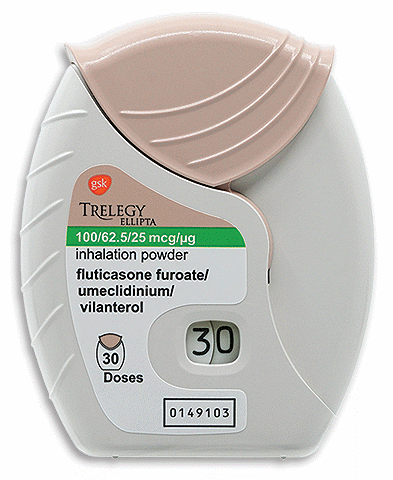 gsk
TRELEGY
ELLIPTA
100/62.5/25 mcg/µg
inhalation powder
fluticasone furoate/
umeclidinium/
vilanterol
30
30
Doses
0149103